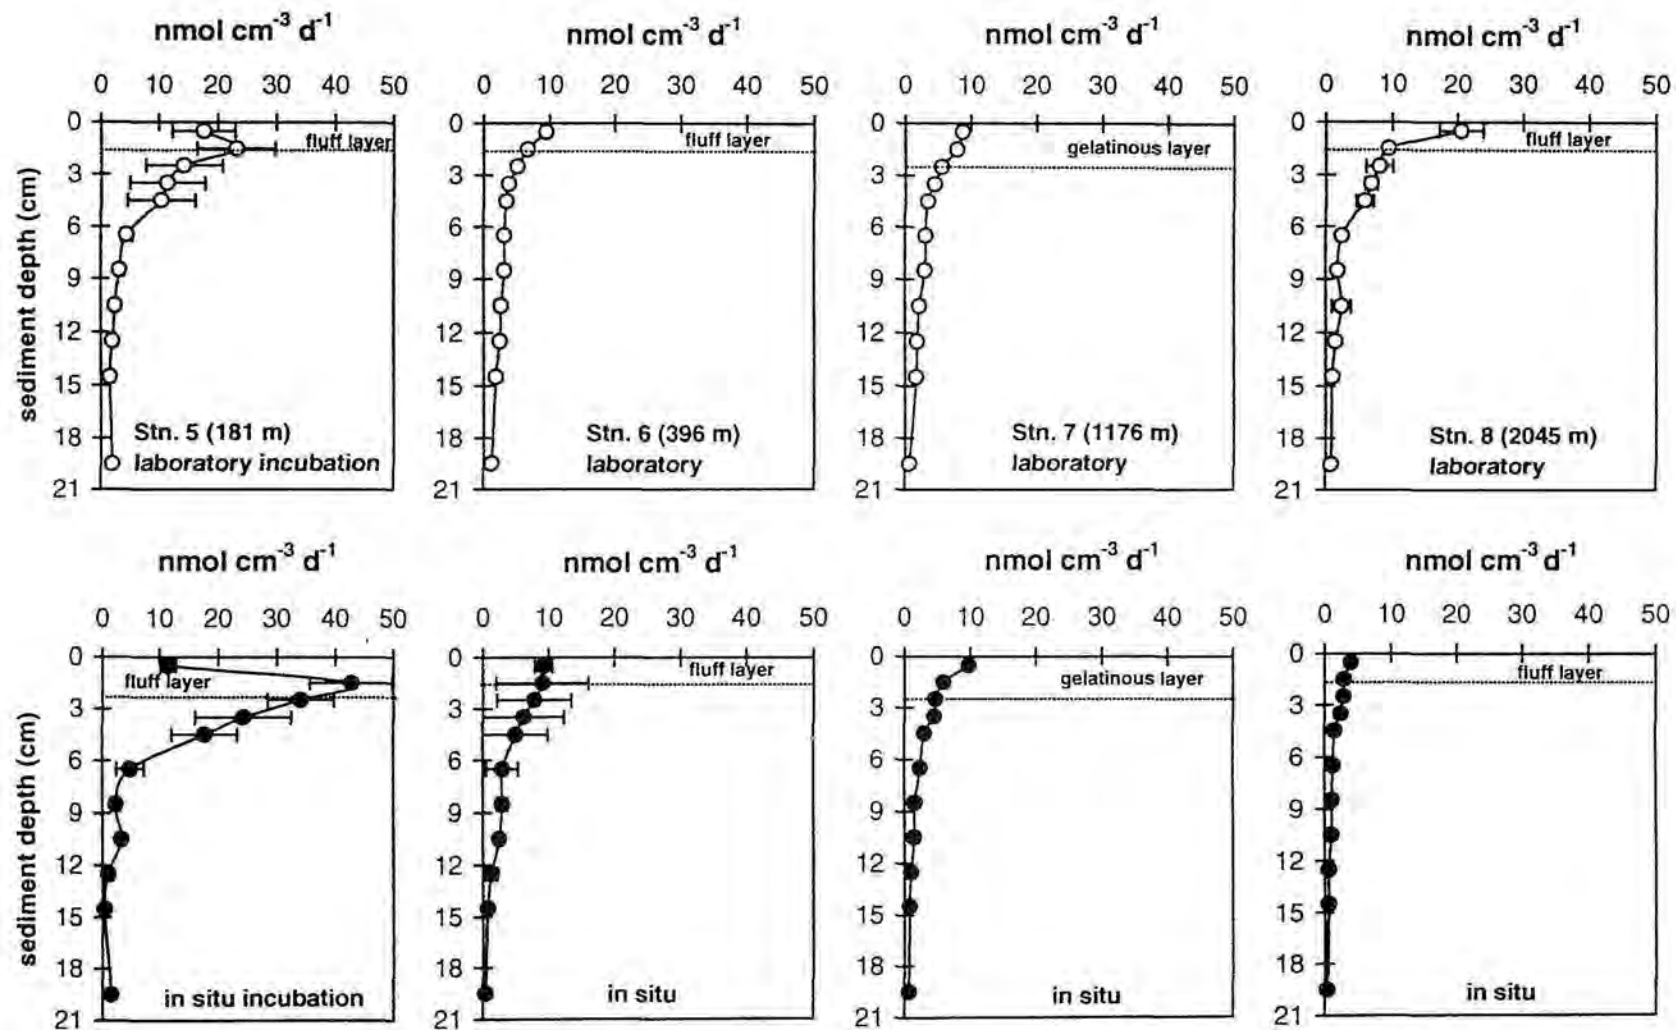 nmol cm⁻³ d⁻¹ nmol cm⁻³ d⁻¹ nmol cm⁻³ d⁻¹ nmol cm⁻³ d⁻¹
0 10 20 30 40 50 0 10 20 30 40 50 0 10 20 30 40 50 0 10 20 30 40 50
sediment depth (cm)
0 0 0 0
fluff layer fluff layer gelatinous layer fluff layer
3 3 3 3
6 6 6 6
9 9 9 9
12 12 12 12
15 15 15 15
18 Stn. 5 (181 m) 18 Stn. 6 (396 m) 18 Stn. 7 (1176 m) 18 Stn. 8 (2045 m)
laboratory incubation laboratory laboratory laboratory
21 21 21 21
nmol cm⁻³ d⁻¹ nmol cm⁻³ d⁻¹ nmol cm⁻³ d⁻¹ nmol cm⁻³ d⁻¹
0 10 20 30 40 50 0 10 20 30 40 50 0 10 20 30 40 50 0 10 20 30 40 50
sediment depth (cm)
0 0 0 0
fluff layer fluff layer gelatinous layer fluff layer
3 3 3 3
6 6 6 6
9 9 9 9
12 12 12 12
15 15 15 15
18 18 18 18
in situ incubation in situ in situ in situ
21 21 21 21